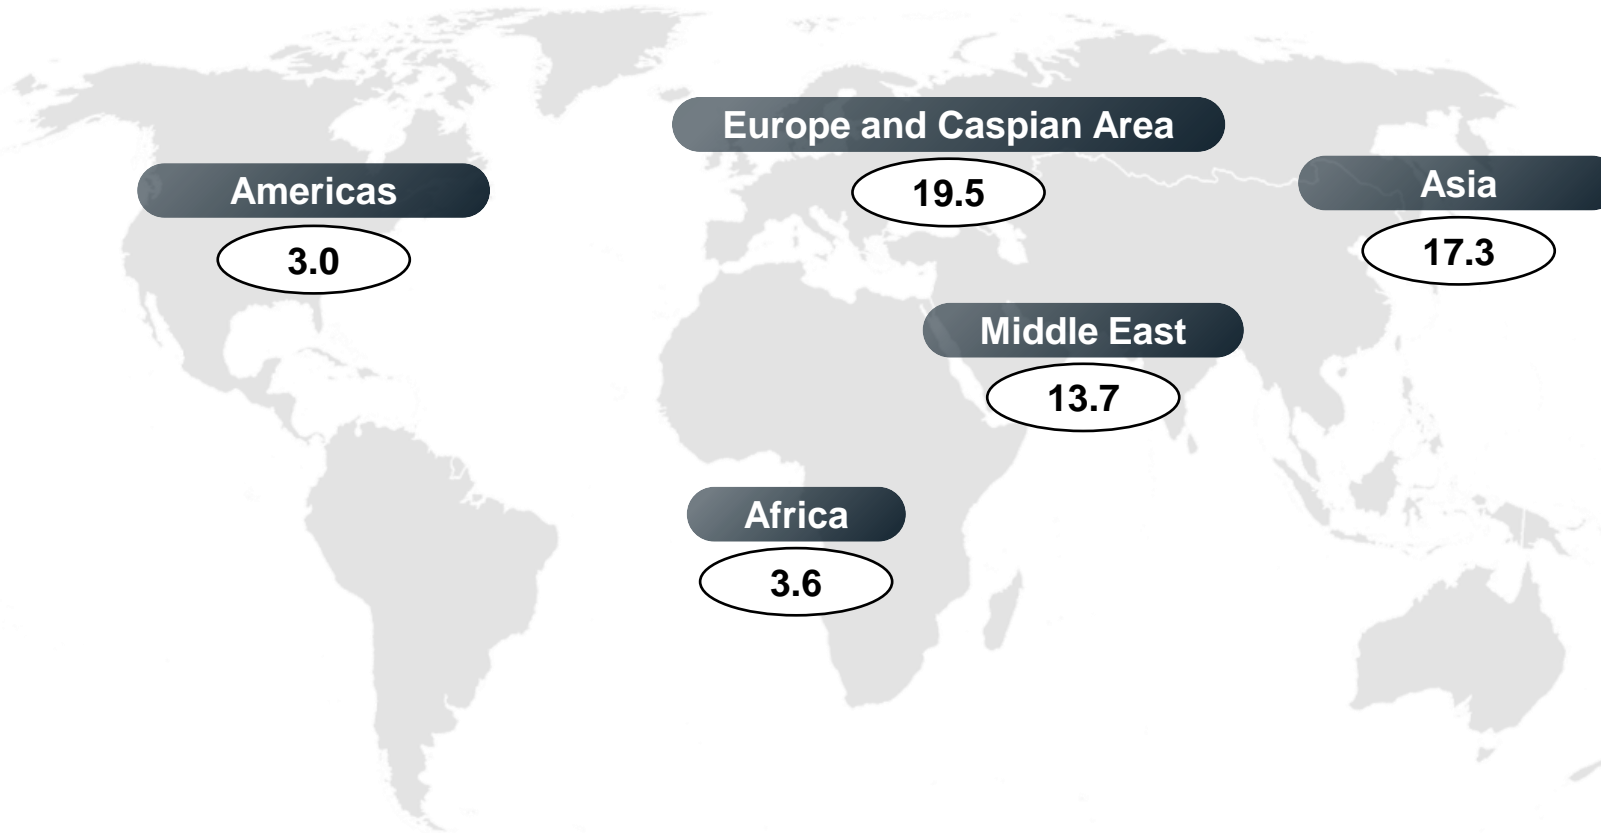 Europe and Caspian Area
19.5
Americas
3.0
Asia
17.3
Middle East
13.7
Africa
3.6